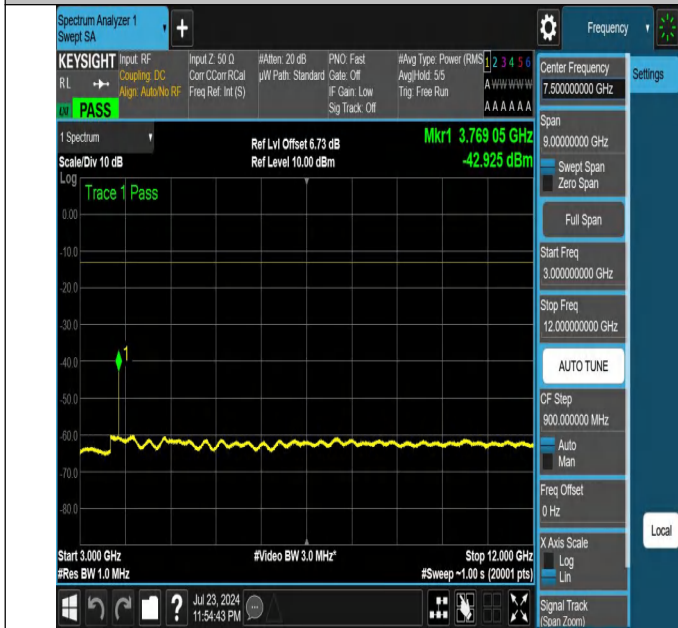 Spectrum Analyzer 1
Swept SA
Frequency
KEYSIGHT
RL
LXI
PASS
Input: RF
Coupling: DC
Align: Auto/No RF
Input Z: 50 Ω
Corr CCorr RCal
Freq Ref: Int (S)
#Atten: 20 dB
µW Path: Standard
PNO: Fast
Gate: Off
IF Gain: Low
Sig Track: Off
#Avg Type: Power (RMS
Avg|Hold: 5/5
Trig: Free Run
1 2 3 4 5 6
A W W W W W
A A A A A A
1 Spectrum
Scale/Div 10 dB
Ref Lvl Offset 6.73 dB
Ref Level 10.00 dBm
Mkr1 3.769 05 GHz
-42.925 dBm
Log
Trace 1 Pass
0.00
-10.0
-20.0
-30.0
-40.0
-50.0
-60.0
-70.0
-80.0
1
Start 3.000 GHz
#Res BW 1.0 MHz
#Video BW 3.0 MHz*
Stop 12.000 GHz
#Sweep ~1.00 s (20001 pts)
Jul 23, 2024
11:54:43 PM
Center Frequency
7.500000000 GHz
Span
9.00000000 GHz
Swept Span
Zero Span
Full Span
Start Freq
3.000000000 GHz
Stop Freq
12.000000000 GHz
AUTO TUNE
CF Step
900.000000 MHz
Auto
Man
Freq Offset
0 Hz
X Axis Scale
Log
Lin
Signal Track
(Span Zoom)
Settings
Local